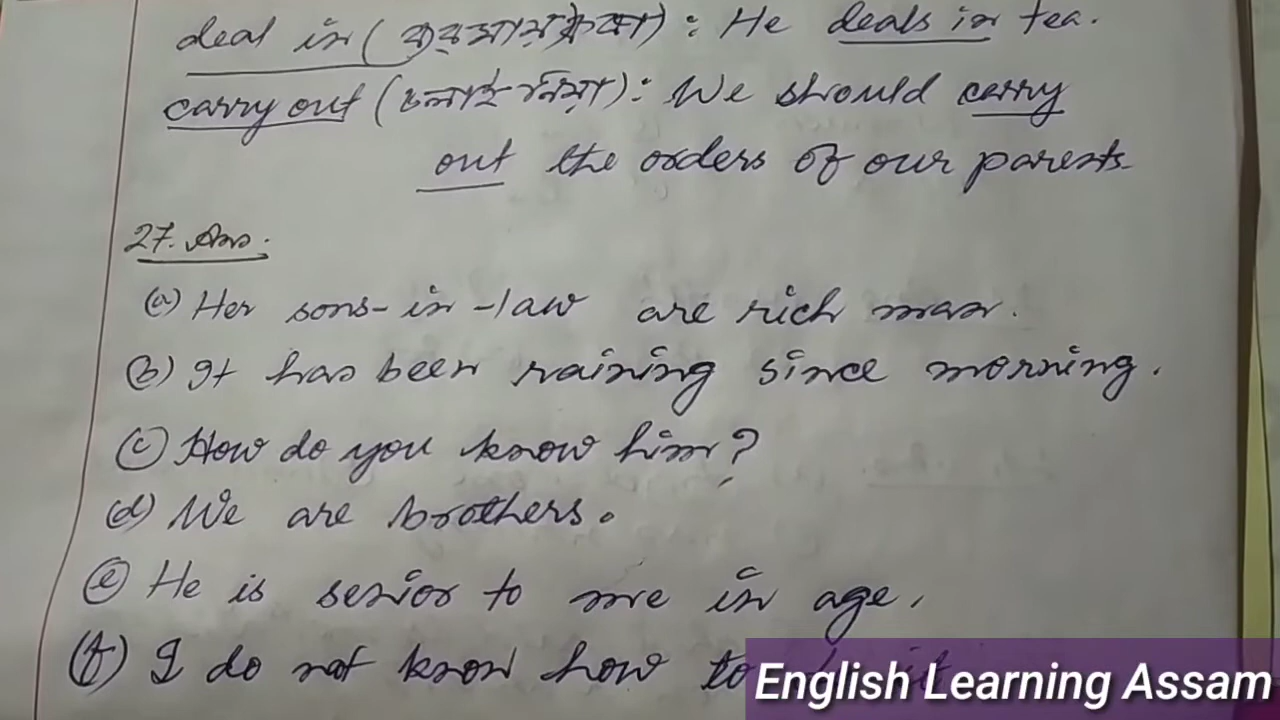 deal in (ব্যৱসায় কৰা) : He deals in tea.
carry out (চলাই নিয়া) : We should carry
out the orders of our parents.
27. Ans.
(a) Her sons-in-law are rich man.
(b) It has been raining since morning.
(c) How do you know him?
(d) We are brothers.
(e) He is senior to me in age.
(f) I do not know how to
English Learning Assam